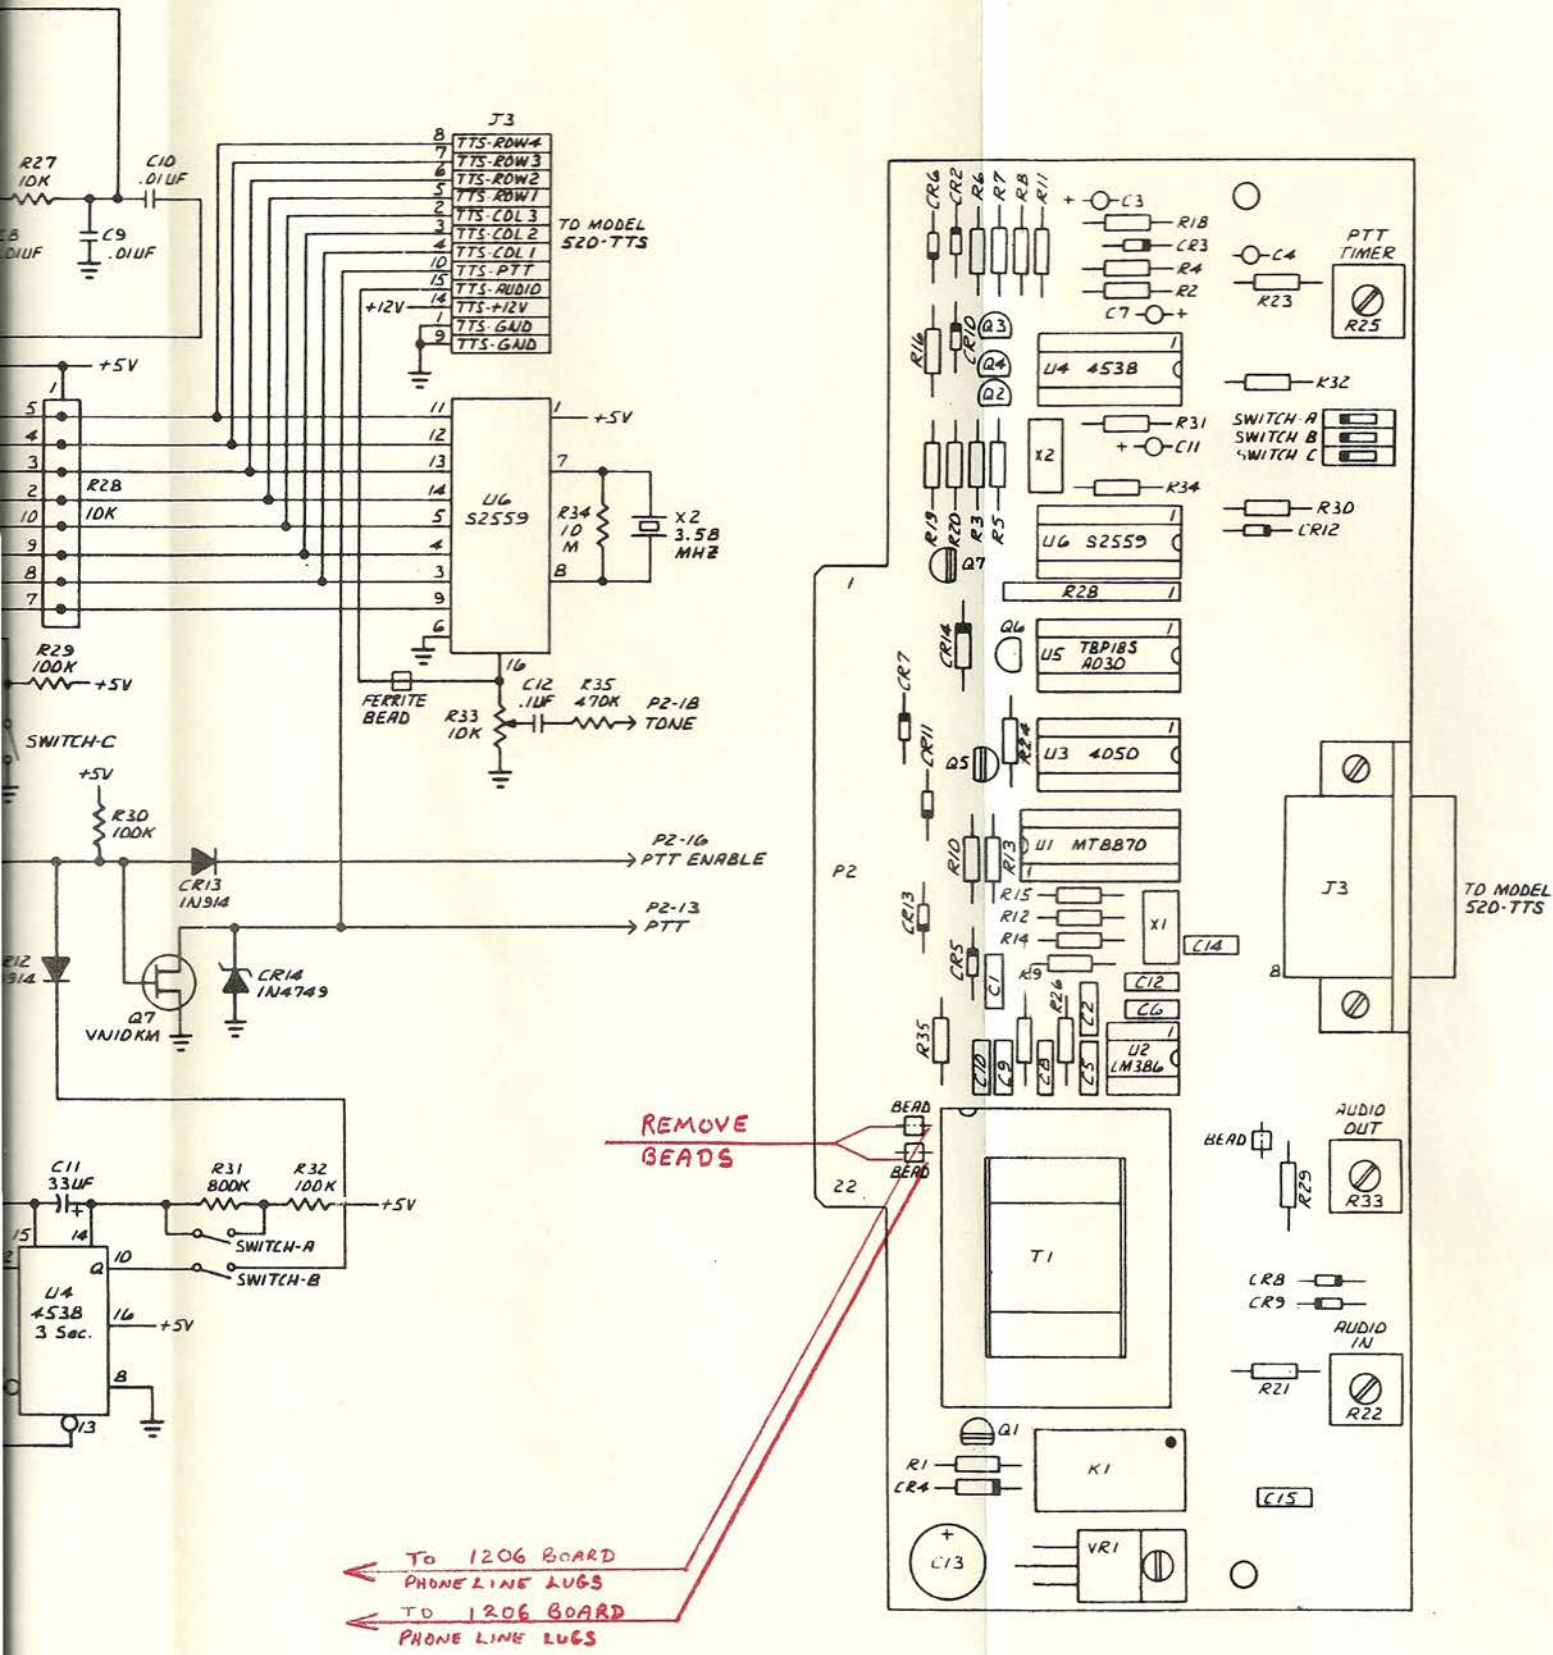 R27
10K
C10
.01UF
C9
.01UF
.01UF
J3
8 TTS-ROW4
7 TTS-ROW3
6 TTS-ROW2
5 TTS-ROW1
2 TTS-COL3
3 TTS-COL2
4 TTS-COL1
10 TTS-PTT
15 TTS-AUDIO
+12V 14 TTS-+12V
1 TTS-GND
9 TTS-GND
TO MODEL
520-TTS
+5V
1
5
4
3
2
10
9
8
7
R28
10K
11
12
13
14
5
4
3
9
6
U6
S2559
1
+5V
7
8
16
R34
10
M
X2
3.58
MHZ
R29
100K
+5V
FERRITE
BEAD
R33
10K
C12
.1UF
R35
470K
P2-18
TONE
SWITCH-C
+5V
R30
100K
CR13
1N914
P2-16
PTT ENABLE
P2-13
PTT
Q7
VN10KM
CR14
1N4749
C11
33UF
+
R31
800K
R32
100K
+5V
SWITCH-A
SWITCH-B
15
14
10
Q
U4
4538
3 Sec.
16
+5V
8
13
REMOVE
BEADS
TO 1206 BOARD
PHONE LINE LUGS
TO 1206 BOARD
PHONE LINE LUGS
CR6
CR2
R6
R7
R8
R11
+ C3
R18
CR3
R4
R2
C7 +
C4
R23
PTT
TIMER
R25
R16
CR10
Q3
Q4
Q2
1
U4 4538
R32
R31
+ C11
SWITCH-A
SWITCH B
SWITCH C
X2
R34
R19
R20
R3
R5
Q7
1
U6 S2559
R30
CR12
R28 1
1
CR14
Q6
1
U5 TBP18S
A030
CR7
CR11
Q5
R24
1
U3 4050
P2
R10
R13
U1 MT8870
1
CR13
R15
R12
R14
X1
C14
CR5
C1
R9
R26
C2
C12
C6
J3
8
TO MODEL
520-TTS
R35
C10
C9
C8
C5
1
U2
LM386
BEAD
BEAD
22
T1
BEAD
R29
AUDIO
OUT
R33
CR8
CR9
AUDIO
IN
R21
R22
Q1
R1
CR4
K1
C15
+
C13
VR1